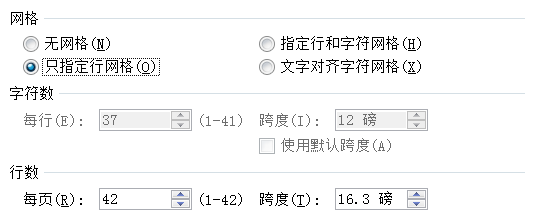 网格
无网格(N) 指定行和字符网格(H)
只指定行网格(O) 文字对齐字符网格(X)
字符数
每行(E): 37 (1-41) 跨度(I): 12 磅
使用默认跨度(A)
行数
每页(R): 42 (1-42) 跨度(T): 16.3 磅